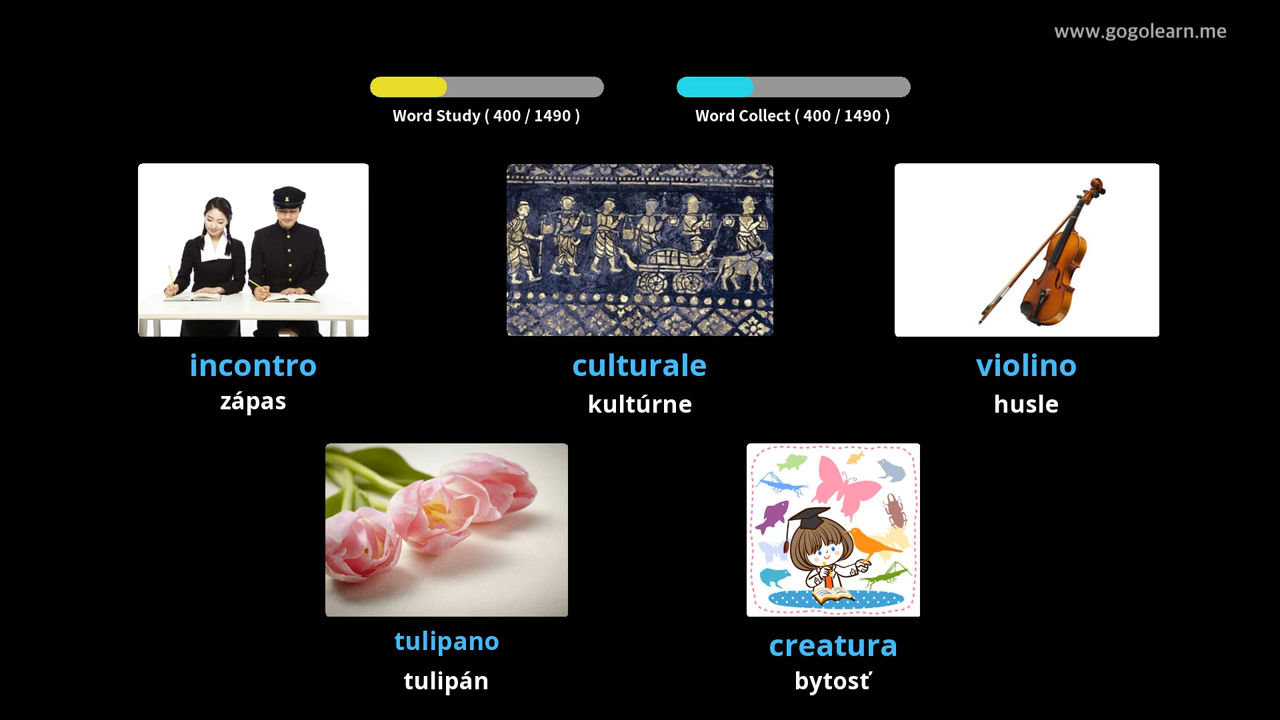 www.gogolearn.me
Word Study ( 400 / 1490 )
Word Collect ( 400 / 1490 )
incontro
zápas
culturale
kultúrne
violino
husle
tulipano
tulipán
creatura
bytosť